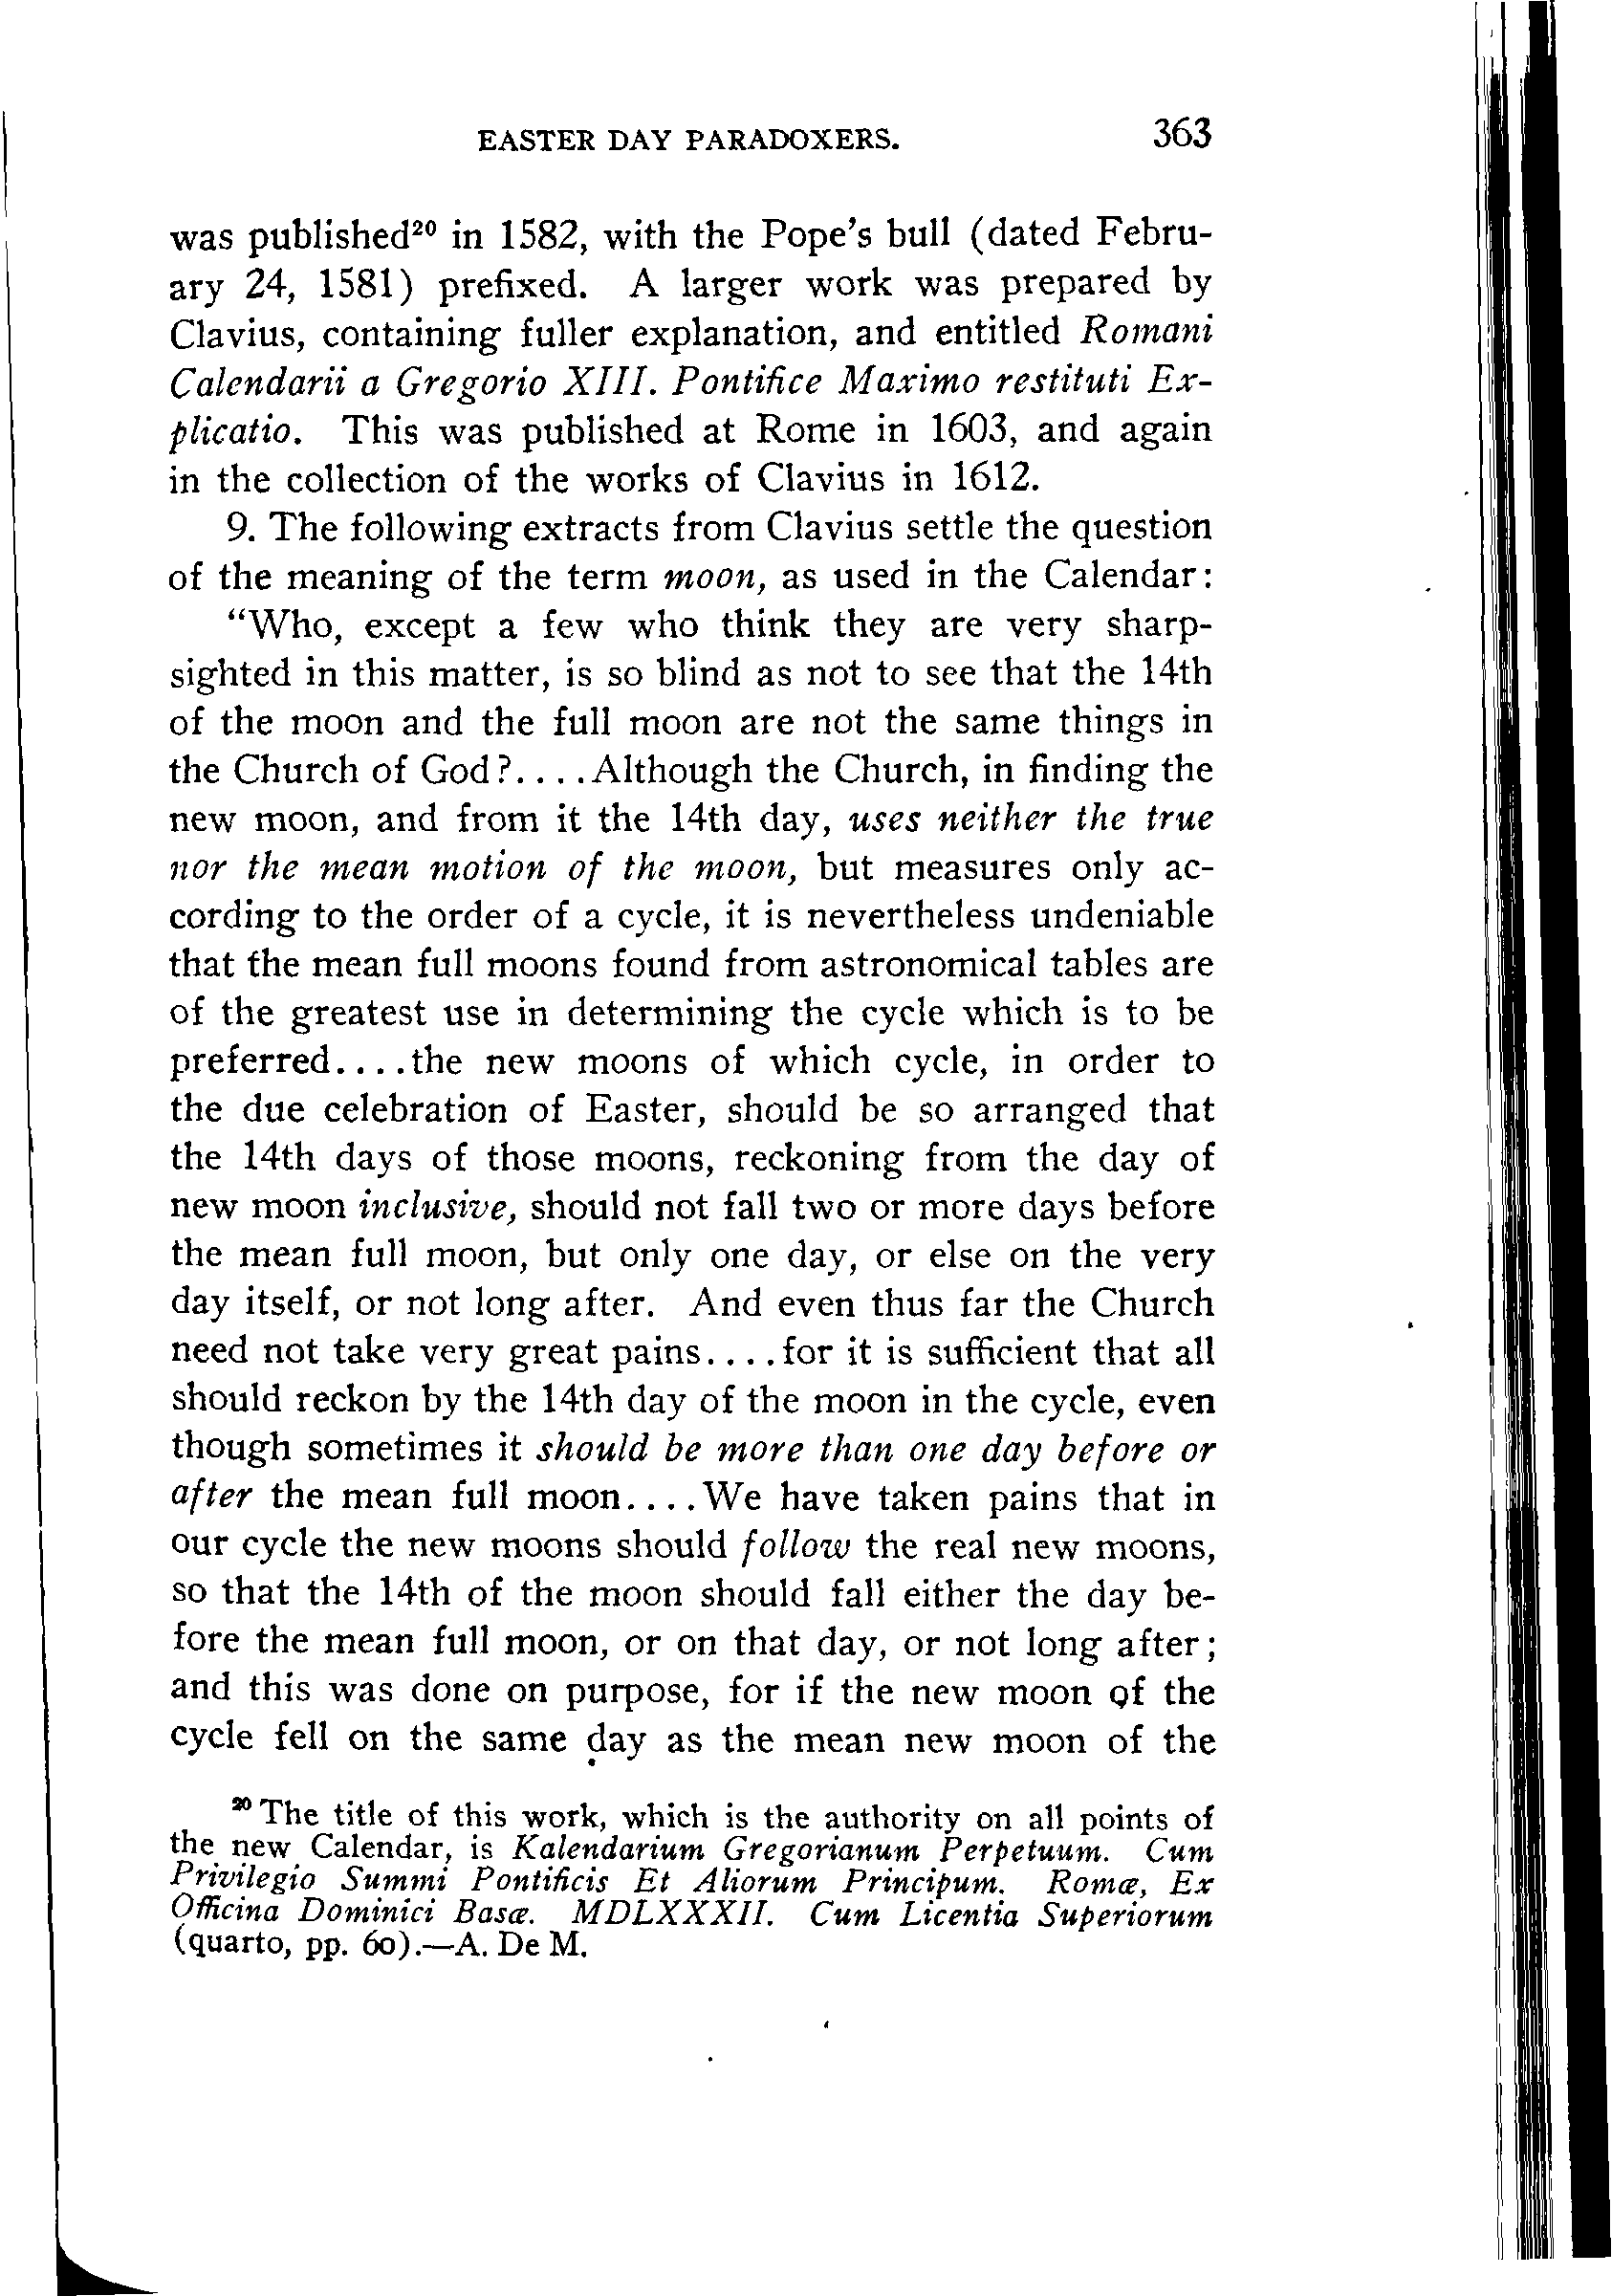 EASTER DAY PARADOXERS. 363
was published²⁰ in 1582, with the Pope's bull (dated Febru-
ary 24, 1581) prefixed. A larger work was prepared by
Clavius, containing fuller explanation, and entitled Romani
Calendarii a Gregorio XIII. Pontifice Maximo restituti Ex-
plicatio. This was published at Rome in 1603, and again
in the collection of the works of Clavius in 1612.
9. The following extracts from Clavius settle the question
of the meaning of the term moon, as used in the Calendar:
"Who, except a few who think they are very sharp-
sighted in this matter, is so blind as not to see that the 14th
of the moon and the full moon are not the same things in
the Church of God?....Although the Church, in finding the
new moon, and from it the 14th day, uses neither the true
nor the mean motion of the moon, but measures only ac-
cording to the order of a cycle, it is nevertheless undeniable
that the mean full moons found from astronomical tables are
of the greatest use in determining the cycle which is to be
preferred....the new moons of which cycle, in order to
the due celebration of Easter, should be so arranged that
the 14th days of those moons, reckoning from the day of
new moon inclusive, should not fall two or more days before
the mean full moon, but only one day, or else on the very
day itself, or not long after. And even thus far the Church
need not take very great pains....for it is sufficient that all
should reckon by the 14th day of the moon in the cycle, even
though sometimes it should be more than one day before or
after the mean full moon....We have taken pains that in
our cycle the new moons should follow the real new moons,
so that the 14th of the moon should fall either the day be-
fore the mean full moon, or on that day, or not long after;
and this was done on purpose, for if the new moon of the
cycle fell on the same day as the mean new moon of the
²⁰ The title of this work, which is the authority on all points of
the new Calendar, is Kalendarium Gregorianum Perpetuum. Cum
Privilegio Summi Pontificis Et Aliorum Principum. Romæ, Ex
Officina Dominici Basæ. MDLXXXII. Cum Licentia Superiorum
(quarto, pp. 60).—A. De M.